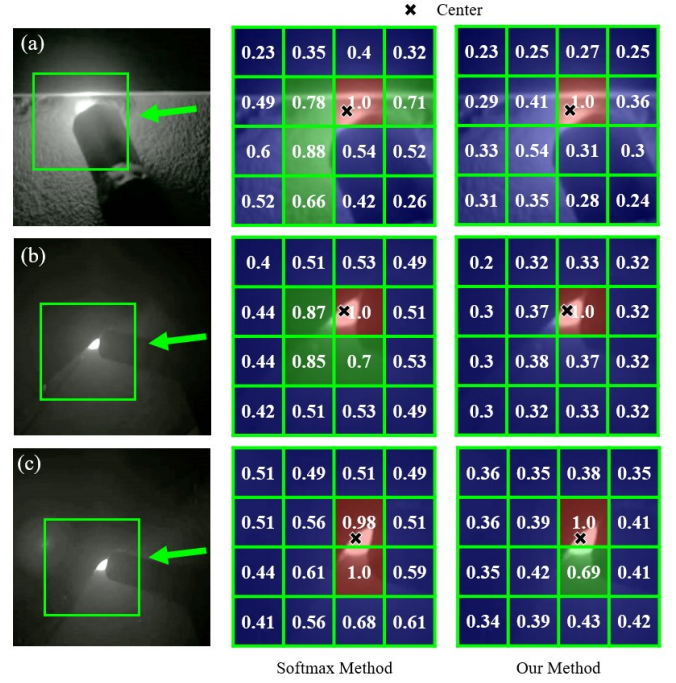 ✖ Center
(a)
0.23 0.35 0.4 0.32
0.49 0.78 1.0 0.71
0.6 0.88 0.54 0.52
0.52 0.66 0.42 0.26
0.23 0.25 0.27 0.25
0.29 0.41 1.0 0.36
0.33 0.54 0.31 0.3
0.31 0.35 0.28 0.24
(b)
0.4 0.51 0.53 0.49
0.44 0.87 1.0 0.51
0.44 0.85 0.7 0.53
0.42 0.51 0.53 0.49
0.2 0.32 0.33 0.32
0.3 0.37 1.0 0.32
0.3 0.38 0.37 0.32
0.3 0.32 0.33 0.32
(c)
0.51 0.49 0.51 0.49
0.51 0.56 0.98 0.51
0.44 0.61 1.0 0.59
0.41 0.56 0.68 0.61
0.36 0.35 0.38 0.35
0.36 0.39 1.0 0.41
0.35 0.42 0.69 0.41
0.34 0.39 0.43 0.42
Softmax Method
Our Method